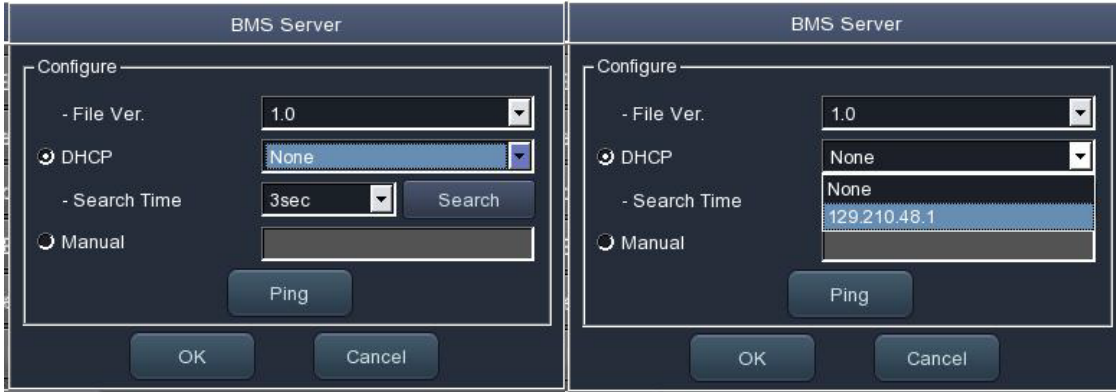 BMS Server
Configure
- File Ver. 1.0
DHCP None
- Search Time 3sec Search
Manual
Ping
OK Cancel
BMS Server
Configure
- File Ver. 1.0
DHCP None
None
- Search Time
129.210.48.1
Manual
Ping
OK Cancel